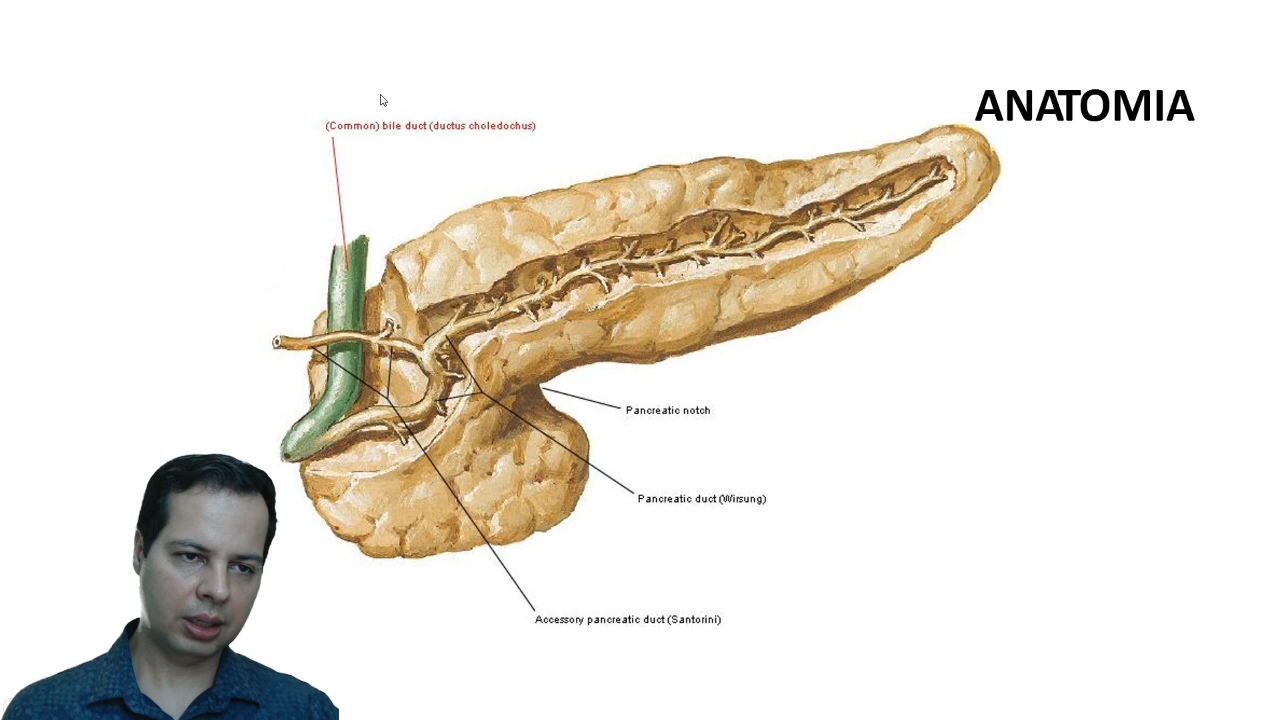 ANATOMIA
(Common) bile duct (ductus choledochus)
Pancreatic notch
Pancreatic duct (Wirsung)
Accessory pancreatic duct (Santorini)